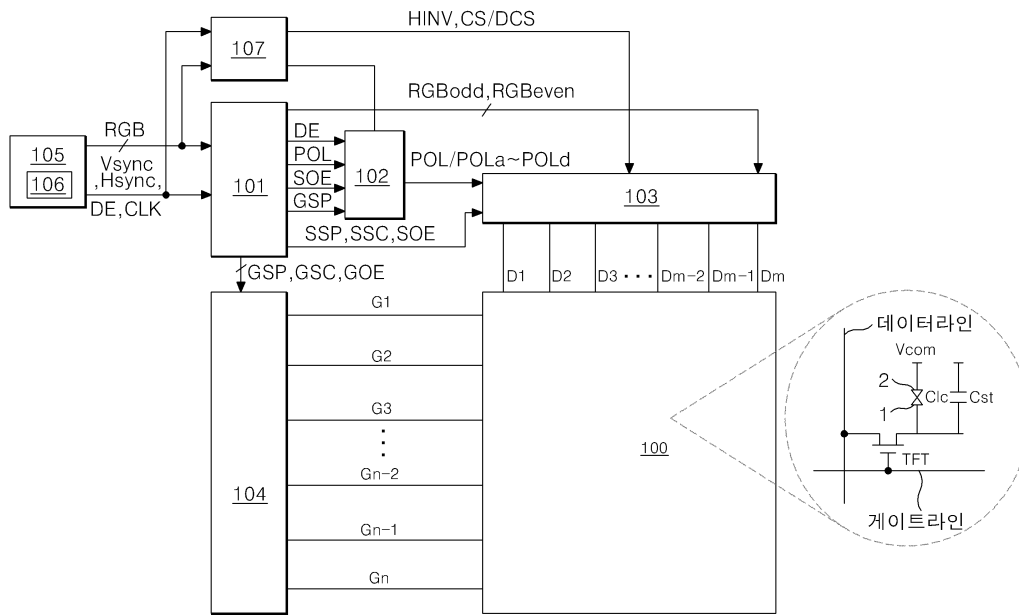 HINV,CS/DCS
107
RGBodd,RGBeven
RGB
DE
POL
SOE
GSP
105
106
Vsync
,Hsync,
DE,CLK
101
102
POL/POLa~POLd
103
SSP,SSC,SOE
GSP,GSC,GOE
D1
D2
D3
···
Dm-2
Dm-1
Dm
G1
G2
G3
⋮
Gn-2
Gn-1
Gn
104
100
데이터라인
Vcom
2
1
Clc
Cst
TFT
게이트라인